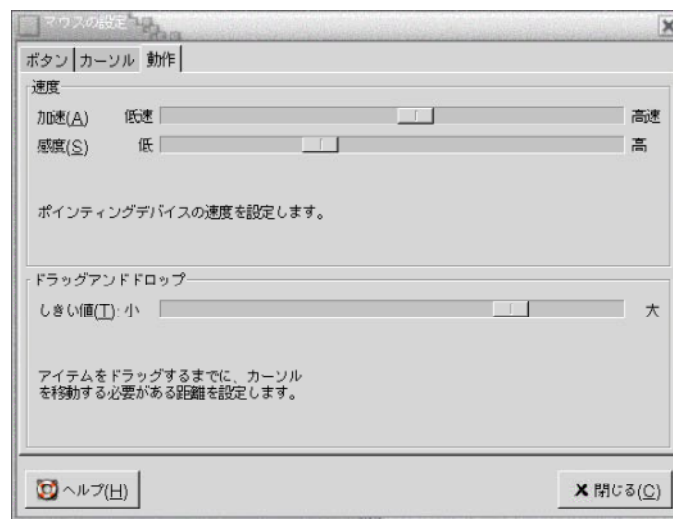 マウスの設定
ボタン カーソル 動作
速度
加速(A) 低速 高速
感度(S) 低 高
ポインティングデバイスの速度を設定します。
ドラッグアンドドロップ
しきい値(T): 小 大
アイテムをドラッグするまでに、カーソル
を移動する必要がある距離を設定します。
ヘルプ(H) 閉じる(C)